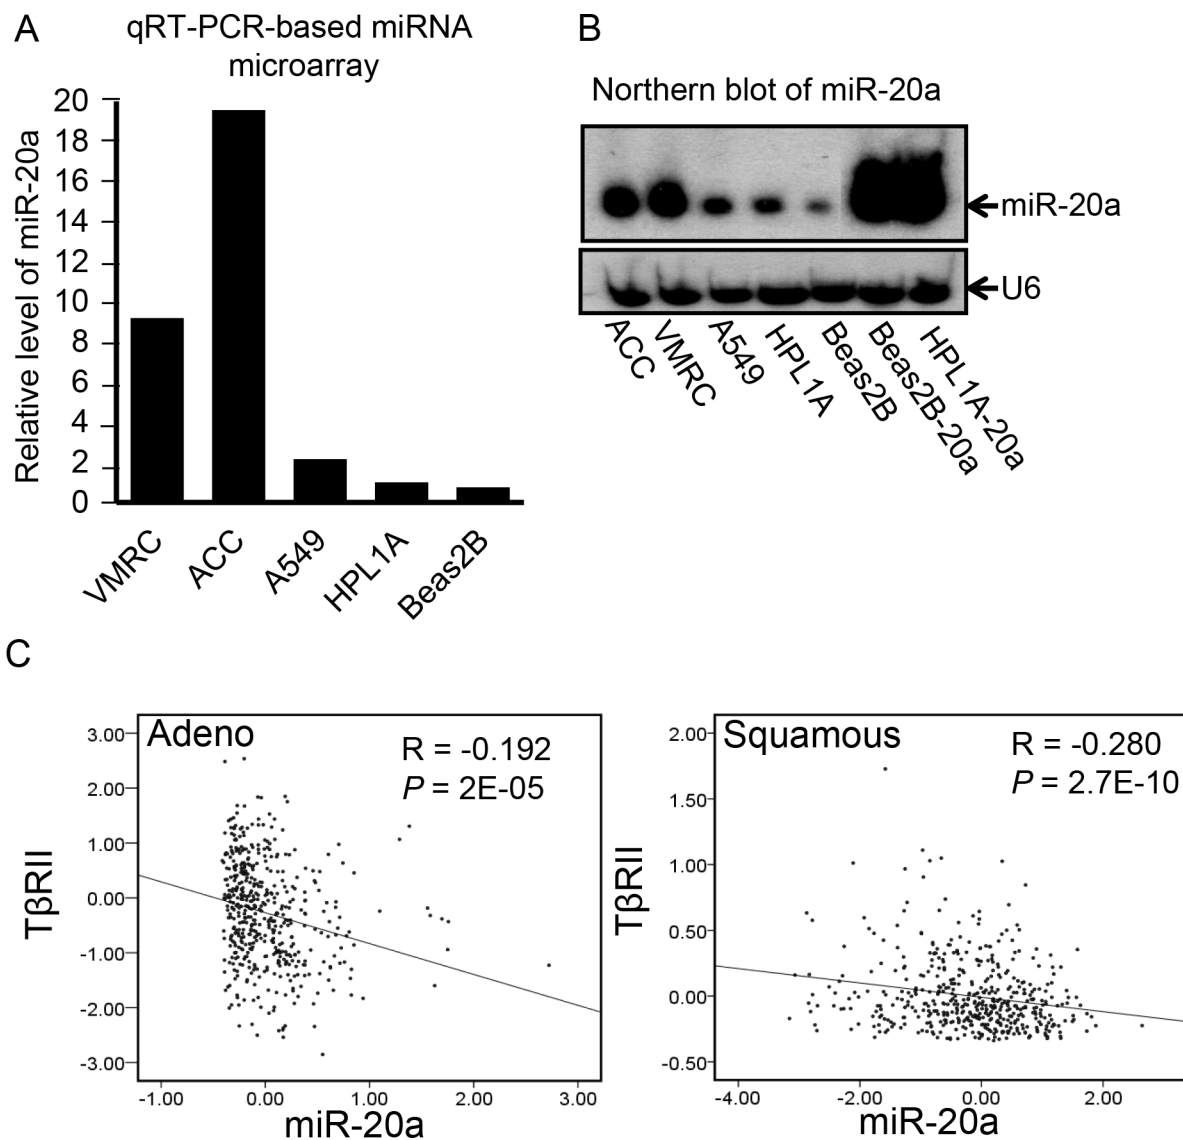 A
qRT-PCR-based miRNA
microarray
Relative level of miR-20a
20
18
16
14
12
10
8
6
4
2
0
VMRC
ACC
A549
HPL1A
Beas2B
B
Northern blot of miR-20a
miR-20a
U6
ACC
VMRC
A549
HPL1A
Beas2B
Beas2B-20a
HPL1A-20a
C
Adeno
R = -0.192
P = 2E-05
TβRII
3.00
2.00
1.00
0.00
-1.00
-2.00
-3.00
-1.00 0.00 1.00 2.00 3.00
miR-20a
Squamous
R = -0.280
P = 2.7E-10
TβRII
2.00
1.50
1.00
0.50
0.00
-0.50
-4.00 -2.00 0.00 2.00
miR-20a